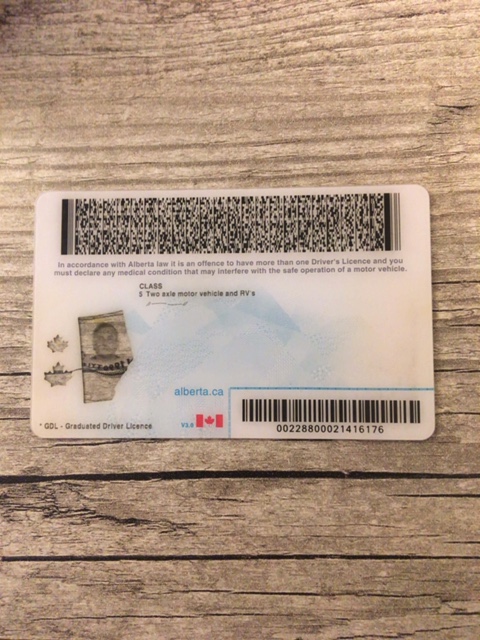 In accordance with Alberta law it is an offence to have more than one Driver's Licence and you
must declare any medical condition that may interfere with the safe operation of a motor vehicle.
CLASS
5 Two axle motor vehicle and RV's
alberta.ca
* GDL - Graduated Driver Licence
V3.0
00228800021416176